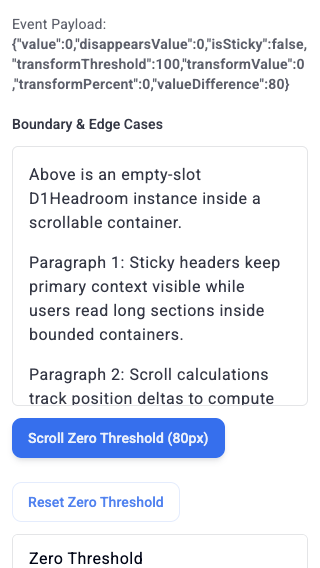 Event Payload:
{"value":0,"disappearsValue":0,"isSticky":false,
"transformThreshold":100,"transformValue":0
,"transformPercent":0,"valueDifference":80}
Boundary & Edge Cases
Above is an empty-slot
D1Headroom instance inside a
scrollable container.
Paragraph 1: Sticky headers keep
primary context visible while
users read long sections inside
bounded containers.
Paragraph 2: Scroll calculations
track position deltas to compute
Scroll Zero Threshold (80px)
Reset Zero Threshold
Zero Threshold